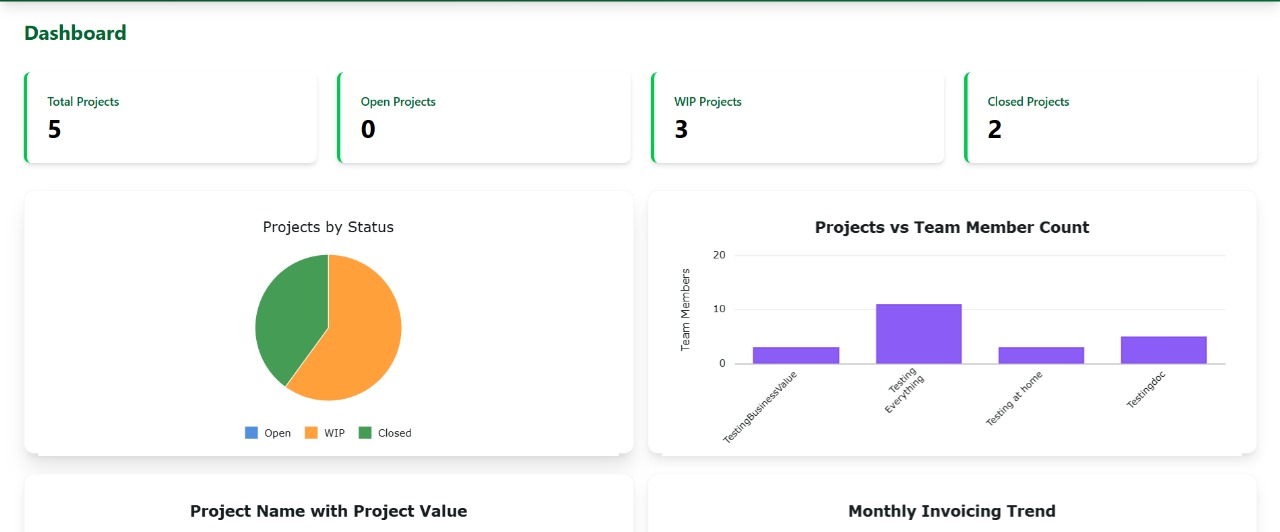 Dashboard
Total Projects
5
Open Projects
0
WIP Projects
3
Closed Projects
2
Projects by Status
Open
WIP
Closed
Projects vs Team Member Count
Team Members
20
10
0
TestingBusinessValue
Testing
Everything
Testing at home
Testingdoc
Project Name with Project Value
Monthly Invoicing Trend